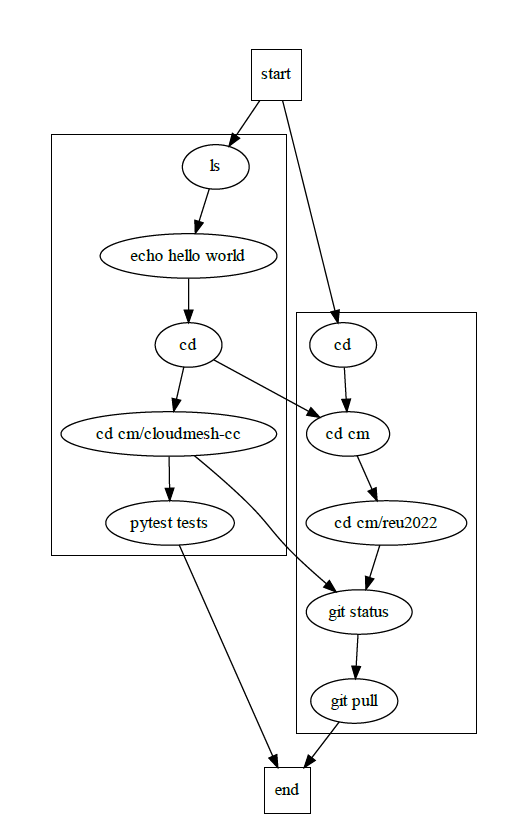 start
ls
echo hello world
cd
cd
cd cm/cloudmesh-cc
cd cm
pytest tests
cd cm/reu2022
git status
git pull
end